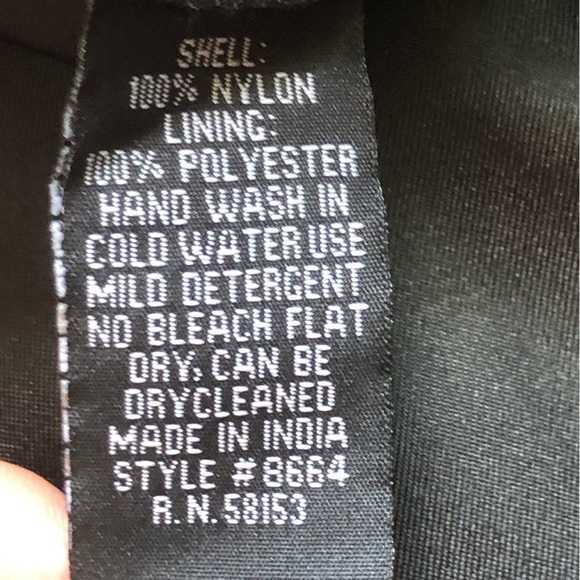 SHELL:
100% NYLON
LINING:
100% POLYESTER
HAND WASH IN
COLD WATER USE
MILD DETERGENT
NO BLEACH FLAT
DRY. CAN BE
DRYCLEANED
MADE IN INDIA
STYLE #8664
R.N.58153